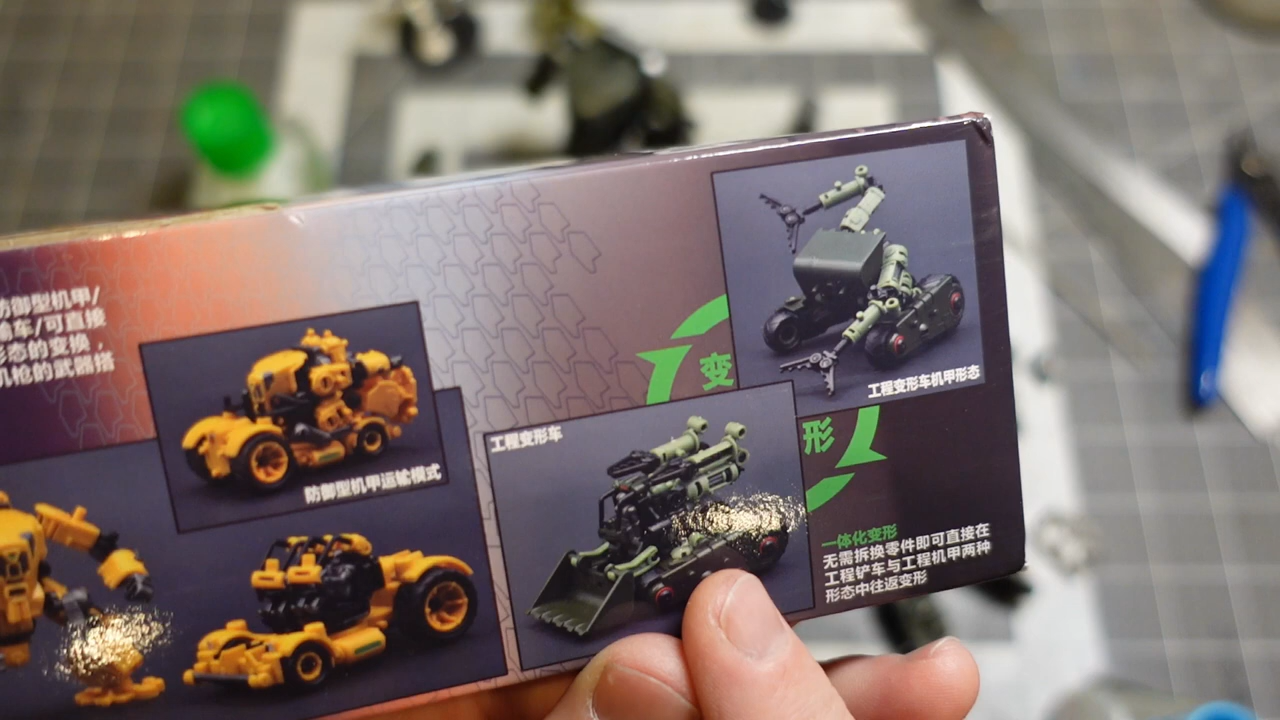 防御型机甲/
输车/可直接
形态的变换，
机枪的武器搭
防御型机甲运输模式
工程变形车
变
形
工程变形车机甲形态
一体化变形
无需拆换零件即可直接在
工程铲车与工程机甲两种
形态中往返变形